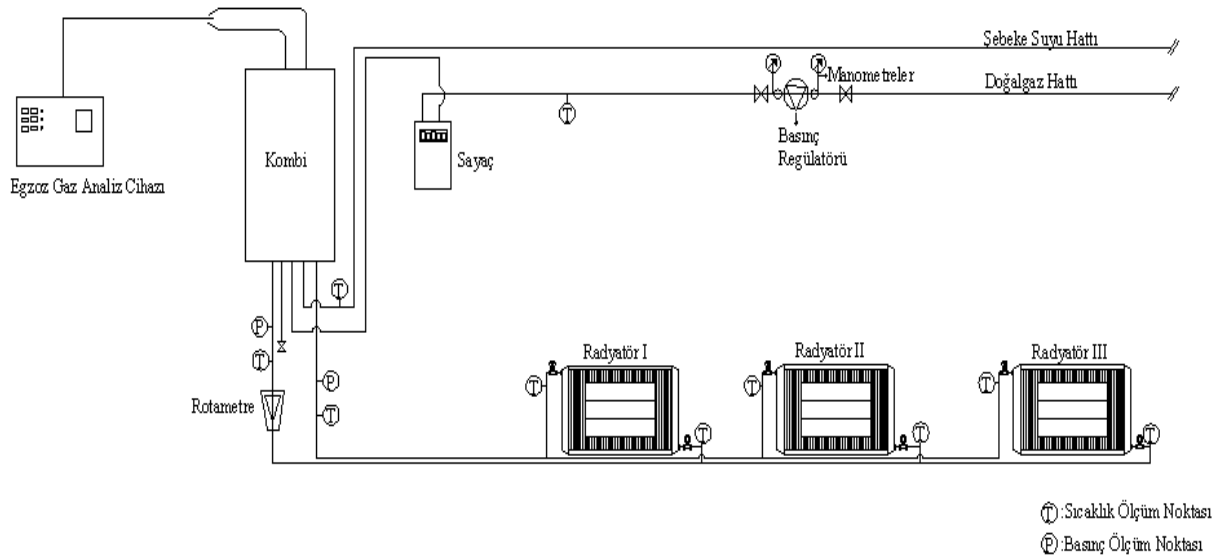 Şebeke Suyu Hattı
Manometreler
Doğalgaz Hattı
Basınç
Regülatörü
Kombi
Sayaç
Egzoz Gaz Analiz Cihazı
T
T
P
T
P
T
Rotametre
Radyatör I
Radyatör II
Radyatör III
T
T
T
T
T
T
T :Sıcaklık Ölçüm Noktası
P :Basınç Ölçüm Noktası